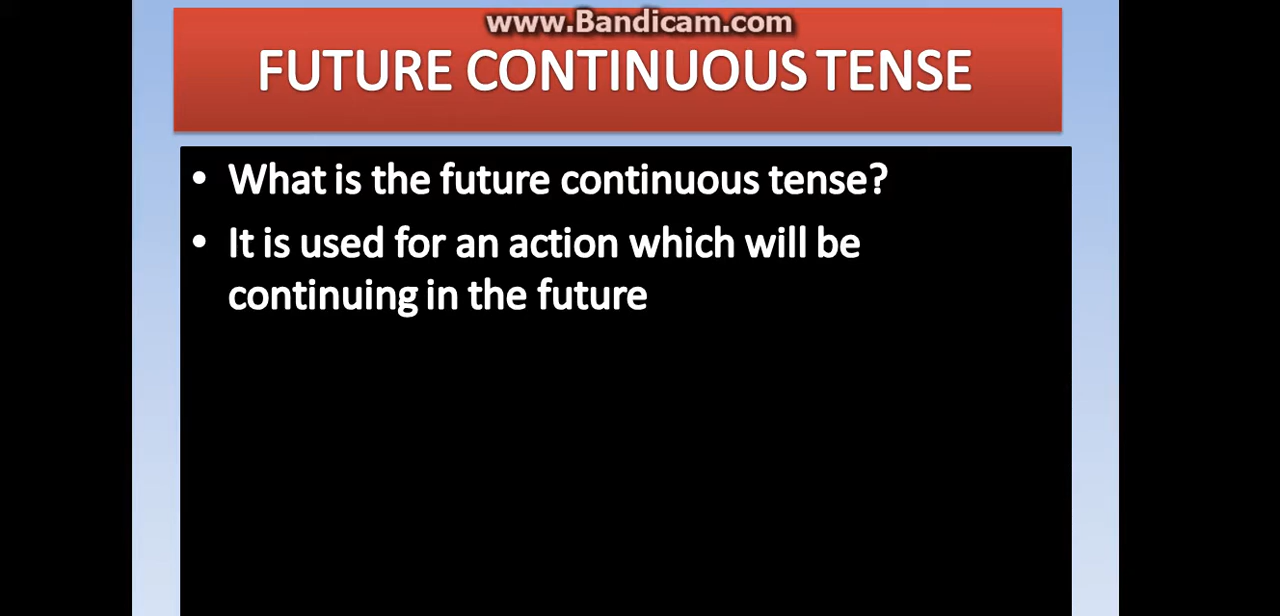 www.Bandicam.com
FUTURE CONTINUOUS TENSE
• What is the future continuous tense?
• It is used for an action which will be
continuing in the future